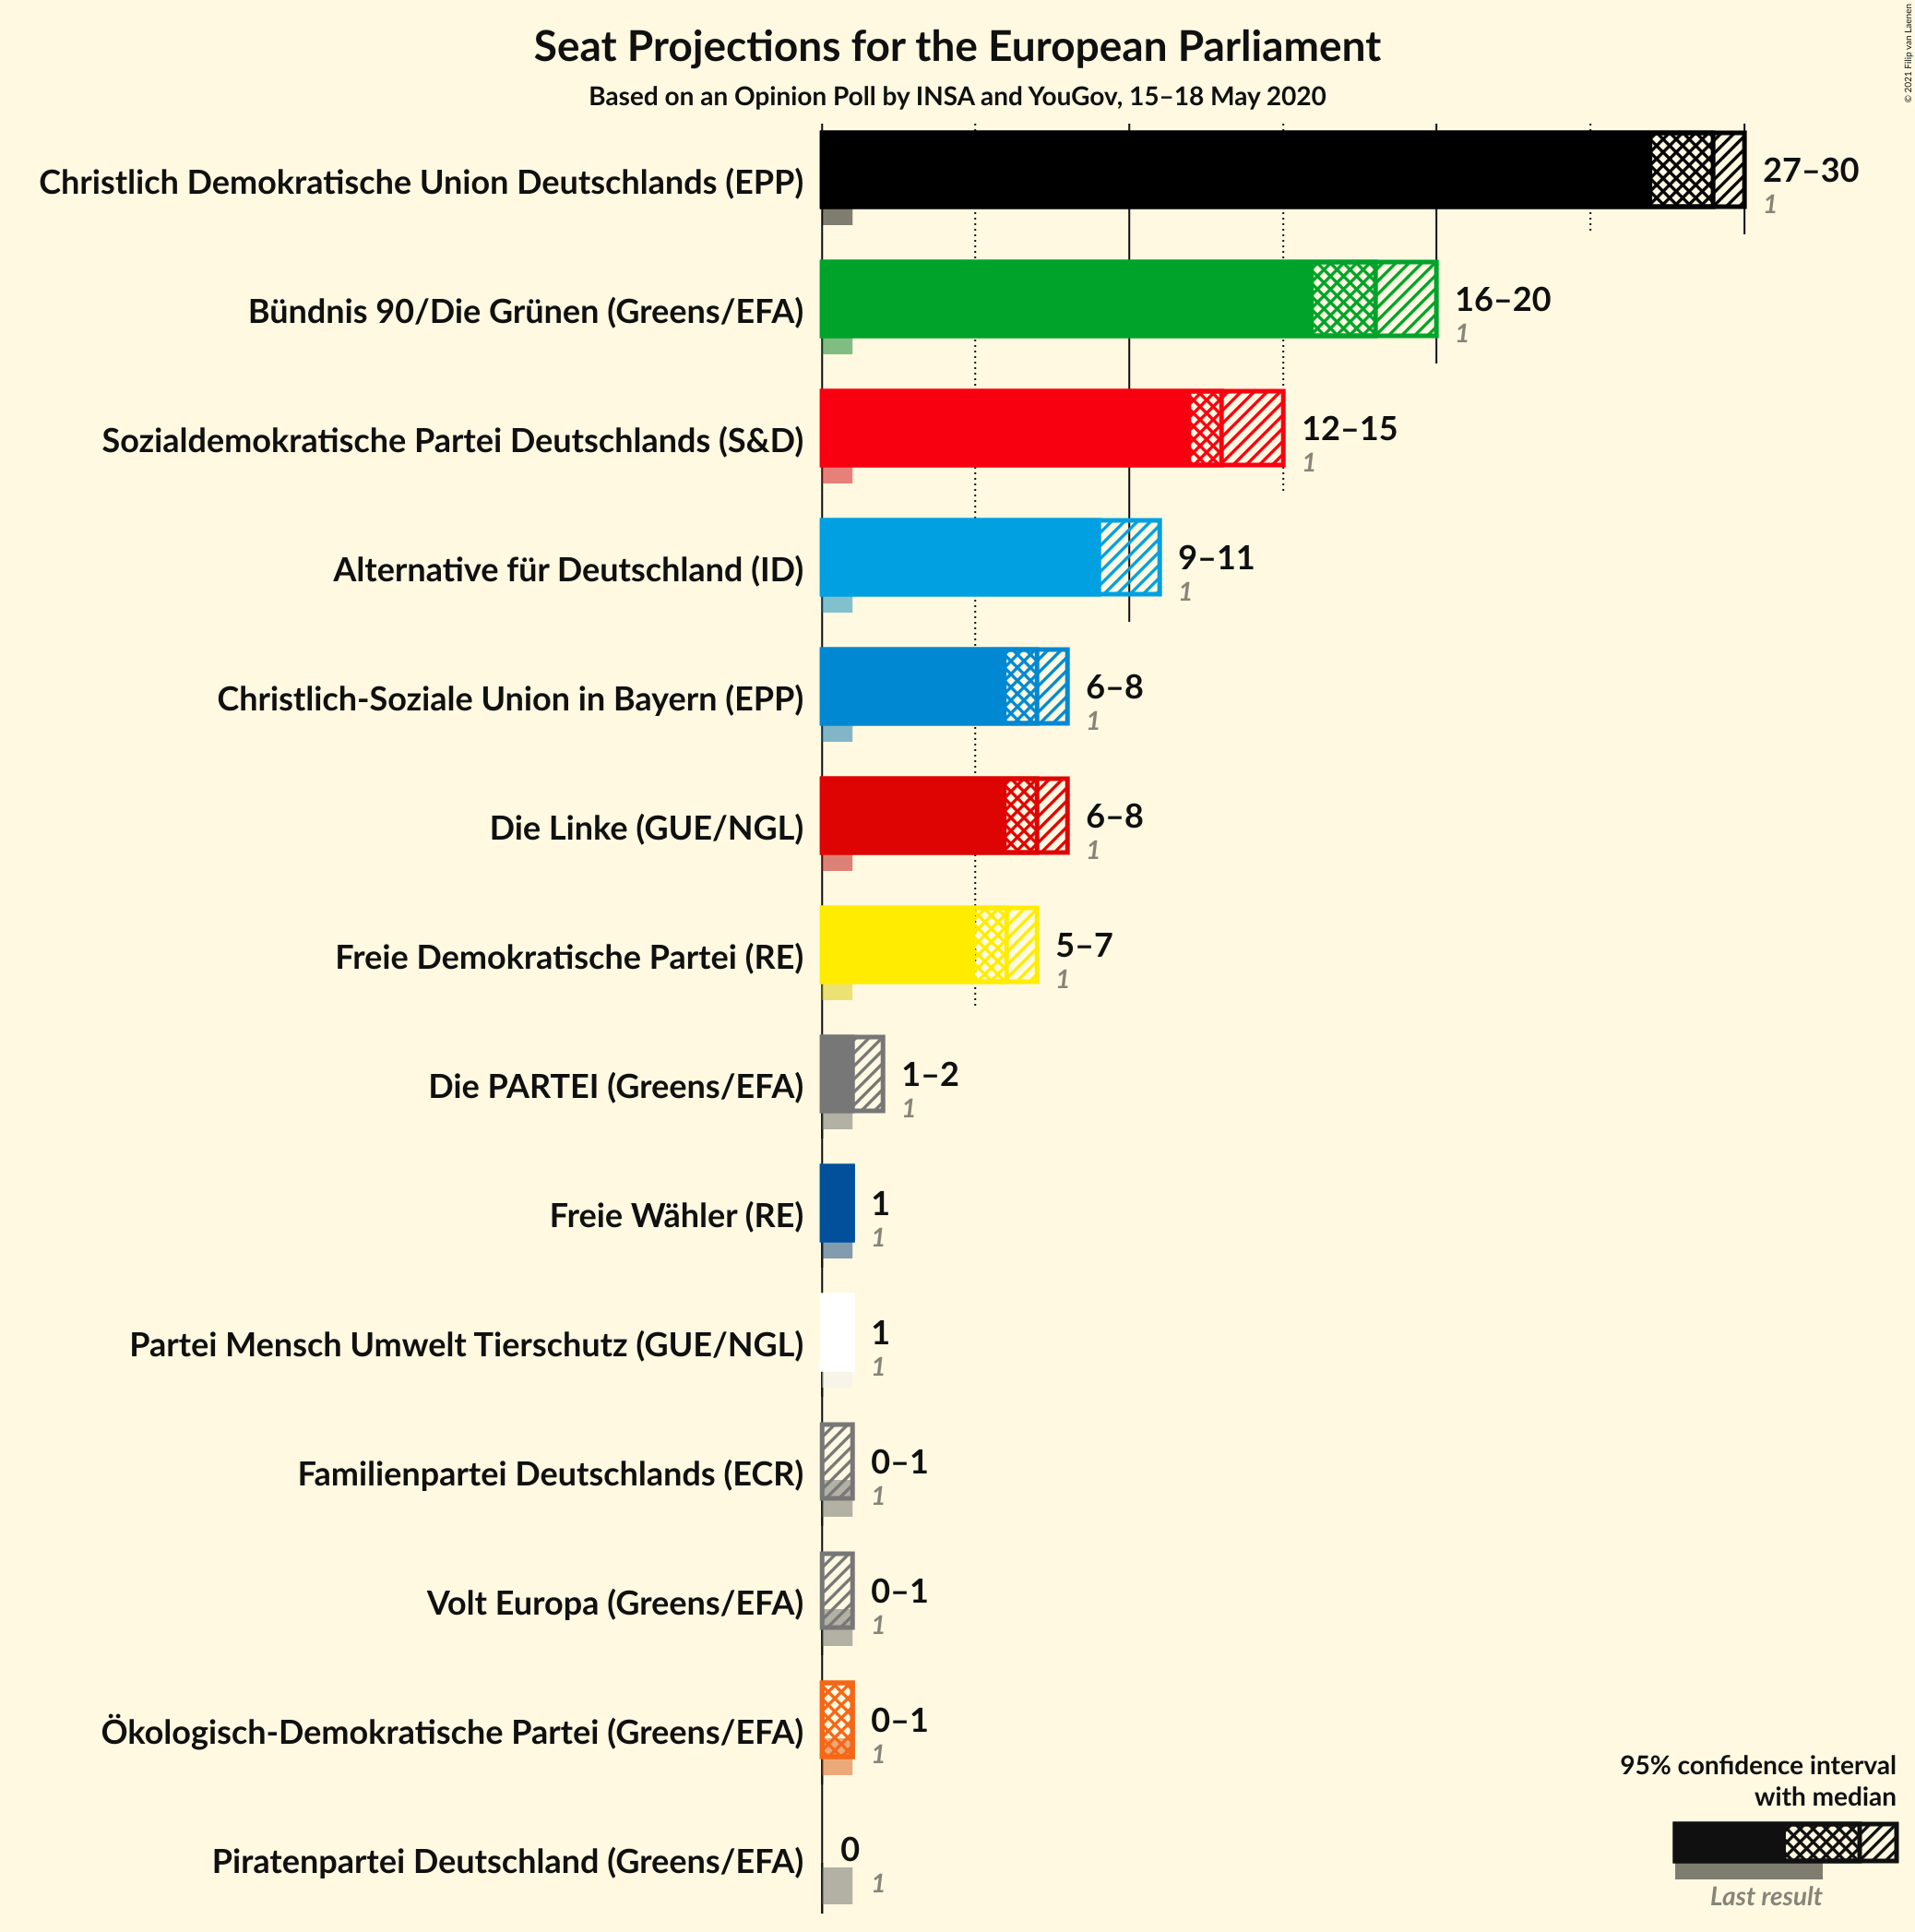 Seat Projections for the European Parliament
Based on an Opinion Poll by INSA and YouGov, 15–18 May 2020
© 2021 Filip van Laenen
Christlich Demokratische Union Deutschlands (EPP)
27–30
1
Bündnis 90/Die Grünen (Greens/EFA)
16–20
1
Sozialdemokratische Partei Deutschlands (S&D)
12–15
1
Alternative für Deutschland (ID)
9–11
1
Christlich-Soziale Union in Bayern (EPP)
6–8
1
Die Linke (GUE/NGL)
6–8
1
Freie Demokratische Partei (RE)
5–7
1
Die PARTEI (Greens/EFA)
1–2
1
Freie Wähler (RE)
1
1
Partei Mensch Umwelt Tierschutz (GUE/NGL)
1
1
Familienpartei Deutschlands (ECR)
0–1
1
Volt Europa (Greens/EFA)
0–1
1
Ökologisch-Demokratische Partei (Greens/EFA)
0–1
1
Piratenpartei Deutschland (Greens/EFA)
0
1
95% confidence interval
with median
Last result